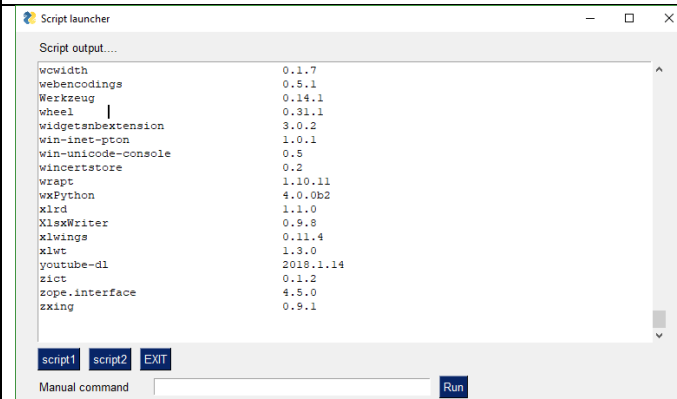 Script launcher
Script output....
wcwidth 0.1.7
webencodings 0.5.1
Werkzeug 0.14.1
wheel 0.31.1
widgetsnbextension 3.0.2
win-inet-pton 1.0.1
win-unicode-console 0.5
wincertstore 0.2
wrapt 1.10.11
wxPython 4.0.0b2
xlrd 1.1.0
XlsxWriter 0.9.8
xlwings 0.11.4
xlwt 1.3.0
youtube-dl 2018.1.14
zict 0.1.2
zope.interface 4.5.0
zxing 0.9.1
script1 script2 EXIT
Manual command Run